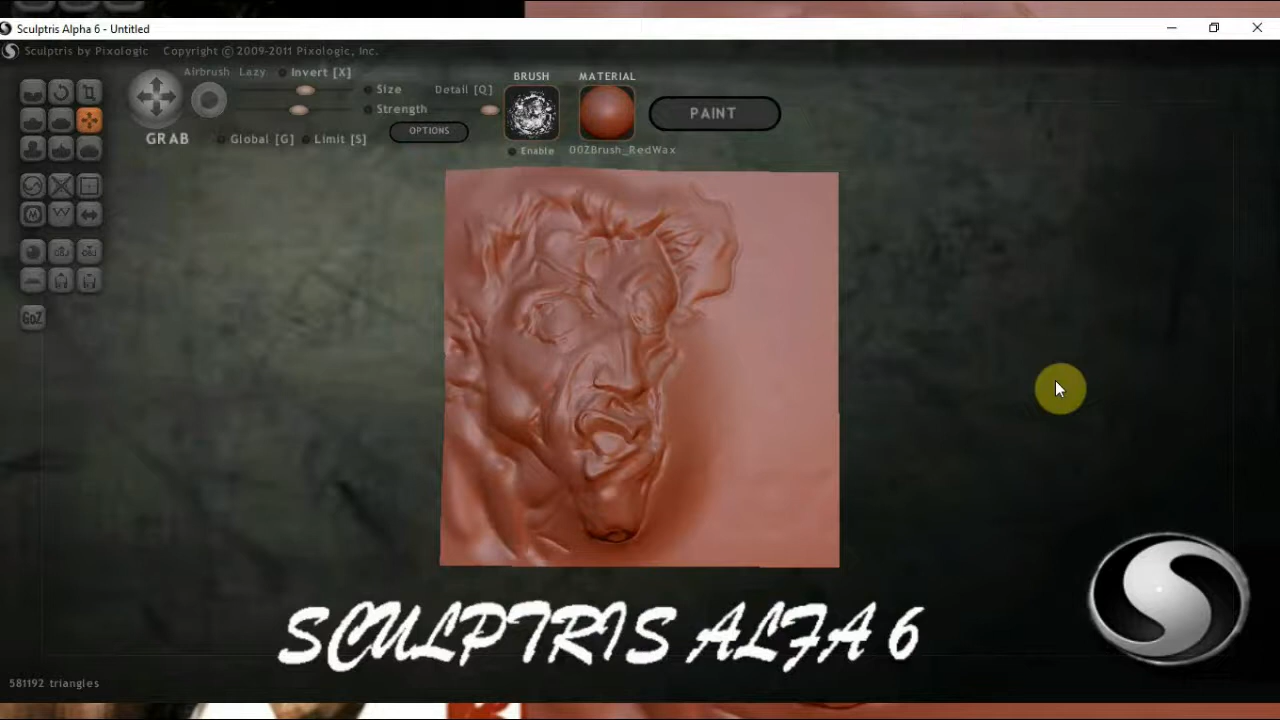 Sculptris Alpha 6 - Untitled
Sculptris by Pixologic Copyright © 2009-2011 Pixologic, Inc.
Airbrush Lazy Invert [X]
Size Detail [Q]
Strength
OPTIONS
GRAB
Global [G] Limit [S]
BRUSH
Enable
MATERIAL
00ZBrush_RedWax
PAINT
GoZ
SCULPTRIS ALFA 6
581192 triangles